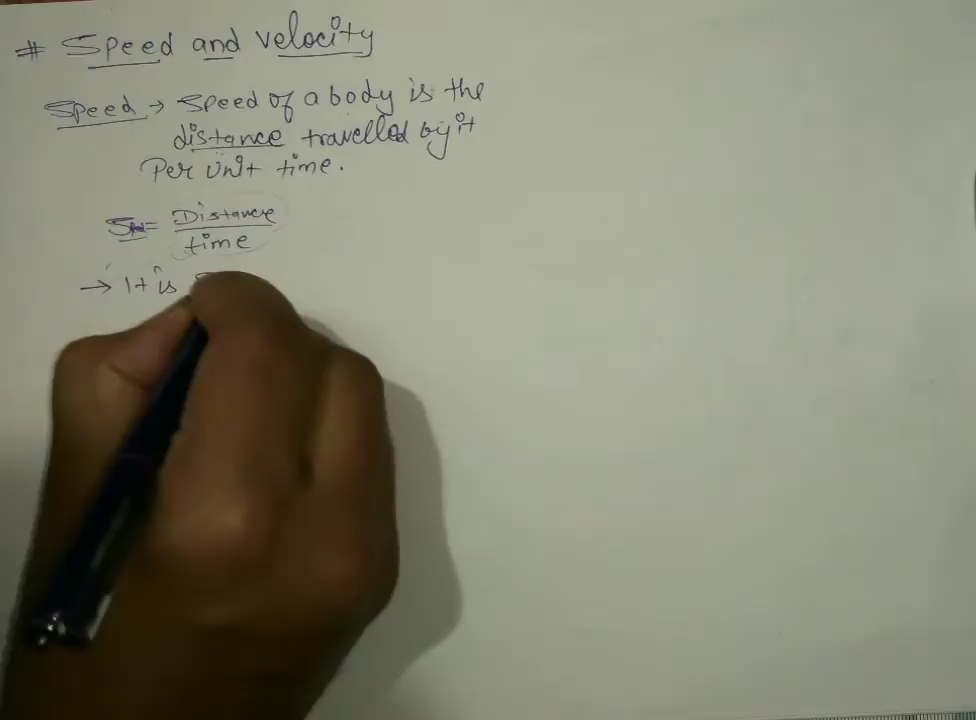 # Speed and velocity
Speed → Speed of a body is the
distance travelled by it
Per Unit time.
= Distance
time
→ It is